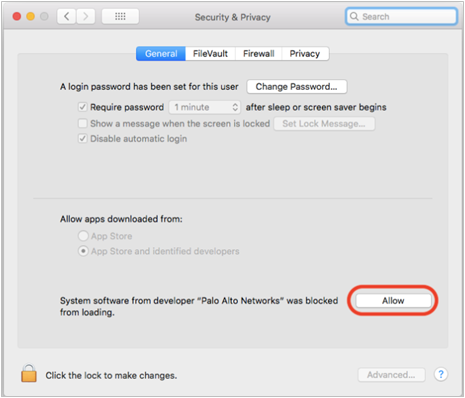 Security & Privacy
Search
General FileVault Firewall Privacy
A login password has been set for this user Change Password...
Require password 1 minute after sleep or screen saver begins
Show a message when the screen is locked Set Lock Message...
Disable automatic login
Allow apps downloaded from:
App Store
App Store and identified developers
System software from developer “Palo Alto Networks” was blocked
from loading.
Allow
Click the lock to make changes.
Advanced... ?